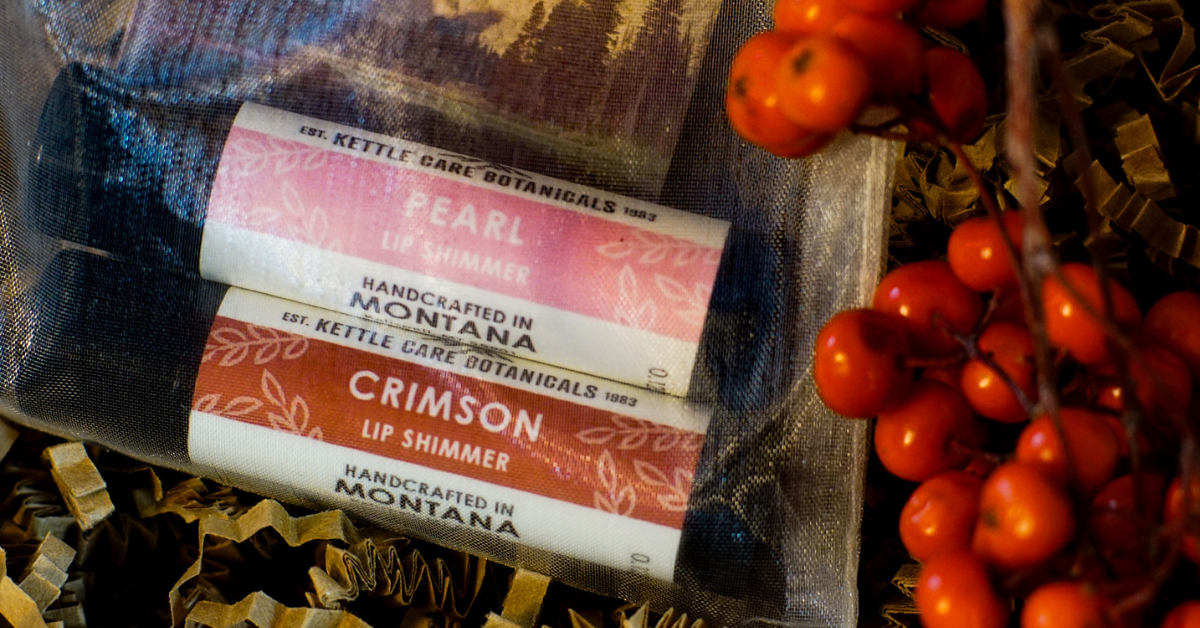 EST. KETTLE CARE BOTANICALS 1983
PEARL
LIP SHIMMER
HANDCRAFTED IN
MONTANA
EST. KETTLE CARE BOTANICALS 1983
CRIMSON
LIP SHIMMER
HANDCRAFTED IN
MONTANA